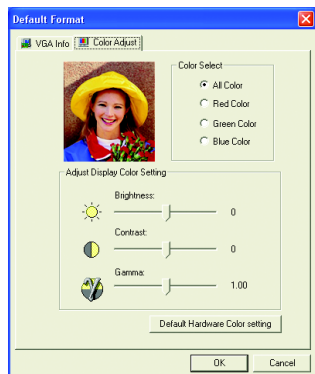 Default Format
VGA Info
Color Adjust
Color Select
All Color
Red Color
Green Color
Blue Color
Adjust Display Color Setting
Brightness:
0
Contrast:
0
Gamma:
1.00
Default Hardware Color setting
OK
Cancel